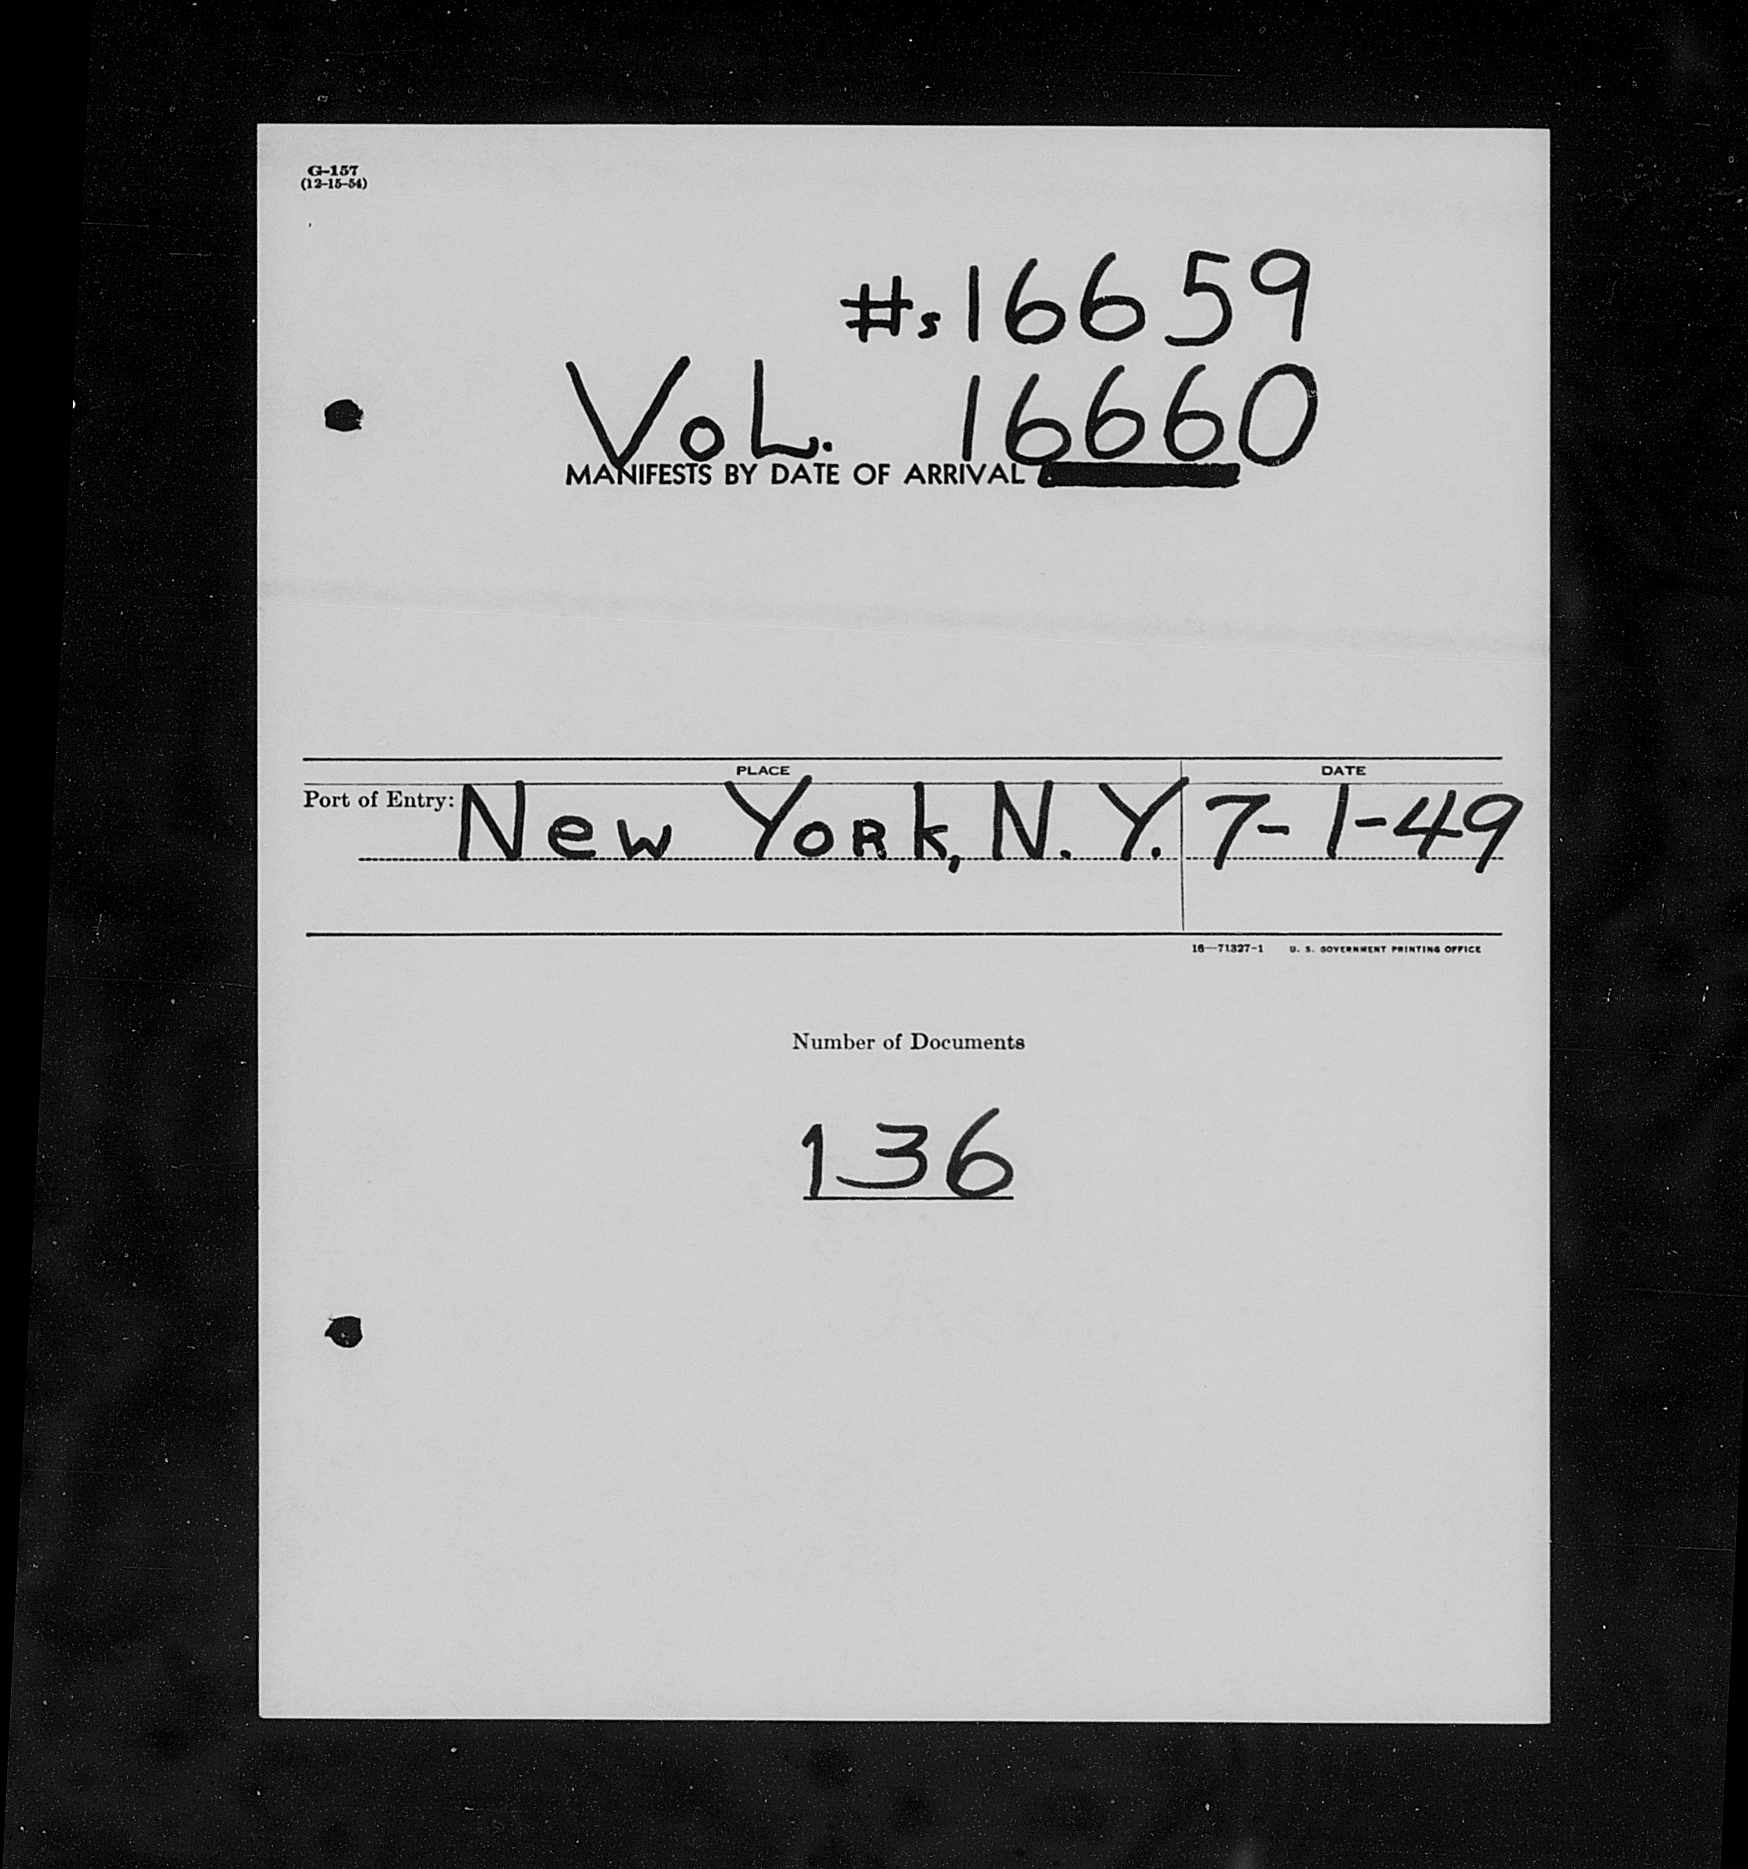 G-157
(12-15-54)
#s 16659
VoL. 16660
MANIFESTS BY DATE OF ARRIVAL
PLACE DATE
Port of Entry: New York, N.Y. 7-1-49
16—71327-1 U. S. GOVERNMENT PRINTING OFFICE
Number of Documents
136